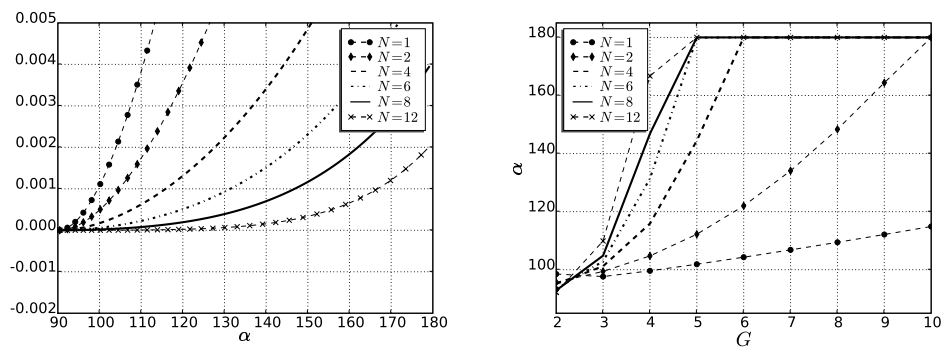 0.005
0.004
0.003
0.002
0.001
0.000
-0.001
-0.002
90 100 110 120 130 140 150 160 170 180
α
N=1
N=2
N=4
N=6
N=8
N=12
180
160
140
120
100
α
2 3 4 5 6 7 8 9 10
G
N=1
N=2
N=4
N=6
N=8
N=12